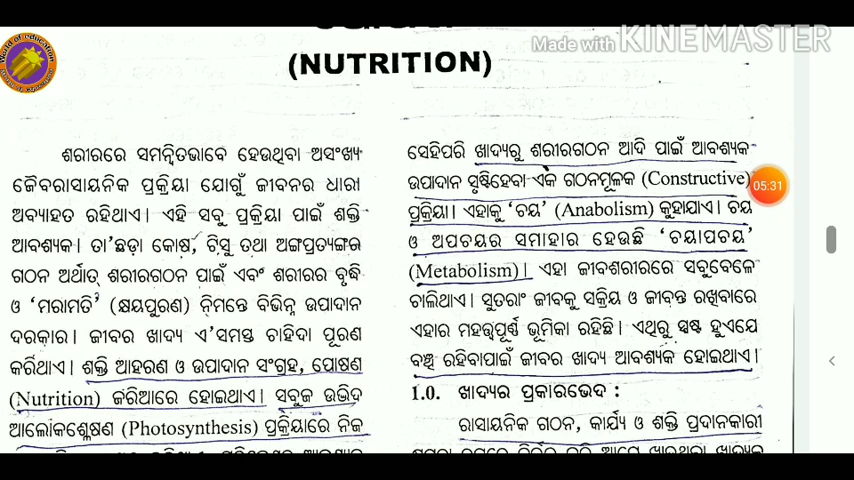 Made with KINEMASTER
World of education
(NUTRITION)
ଶରୀରରେ ସମନ୍ୱିତଭାବେ ହେଉଥିବା ଅସଂଖ୍ୟ
ଜୈବରାସାୟନିକ ପ୍ରକ୍ରିୟା ଯୋଗୁଁ ଜୀବନର ଧାରା
ଅବ୍ୟାହତ ରହିଥାଏ। ଏହି ସବୁ ପ୍ରକ୍ରିୟା ପାଇଁ ଶକ୍ତି
ଆବଶ୍ୟକ। ତା'ଛଡ଼ା କୋଷ, ଟିସୁ ତଥା ଅଙ୍ଗପ୍ରତ୍ୟଙ୍ଗର
ଗଠନ ଅର୍ଥାତ୍ ଶରୀରଗଠନ ପାଇଁ ଏବଂ ଶରୀରର ବୃଦ୍ଧି
ଓ 'ମରାମତି' (କ୍ଷୟପୂରଣ) ନିମନ୍ତେ ବିଭିନ୍ନ ଉପାଦାନ
ଦରକାର। ଜୀବର ଖାଦ୍ୟ ଏ'ସମସ୍ତ ଚାହିଦା ପୂରଣ
କରିଥାଏ। ଶକ୍ତି ଆହରଣ ଓ ଉପାଦାନ ସଂଗ୍ରହ, ପୋଷଣ
(Nutrition) ଜରିଆରେ ହୋଇଥାଏ। ସବୁଜ ଉଦ୍ଭିଦ
ଆଲୋକଶ୍ଳେଷଣ (Photosynthesis) ପ୍ରକ୍ରିୟାରେ ନିଜ
ସେହିପରି ଖାଦ୍ୟରୁ ଶରୀରଗଠନ ଆଦି ପାଇଁ ଆବଶ୍ୟକ
ଉପାଦାନ ସୃଷ୍ଟିହେବା ଏକ ଗଠନମୂଳକ (Constructive)
ପ୍ରକ୍ରିୟା। ଏହାକୁ 'ଚୟ' (Anabolism) କୁହାଯାଏ। ଚୟ
ଓ ଅପଚୟର ସମାହାର ହେଉଛି 'ଚୟାପଚୟ'
(Metabolism)। ଏହା ଜୀବଶରୀରରେ ସବୁବେଳେ
ଚାଲିଥାଏ। ସୁତରାଂ ଜୀବକୁ ସକ୍ରିୟ ଓ ଜୀବନ୍ତ ରଖିବାରେ
ଏହାର ମହତ୍ତ୍ୱପୂର୍ଣ୍ଣ ଭୂମିକା ରହିଛି। ଏଥିରୁ ସ୍ପଷ୍ଟ ହୁଏଯେ
ବଞ୍ଚି ରହିବାପାଇଁ ଜୀବର ଖାଦ୍ୟ ଆବଶ୍ୟକ ହୋଇଥାଏ।
1.0. ଖାଦ୍ୟର ପ୍ରକାରଭେଦ :
ରାସାୟନିକ ଗଠନ, କାର୍ଯ୍ୟ ଓ ଶକ୍ତି ପ୍ରଦାନକାରୀ
05:31